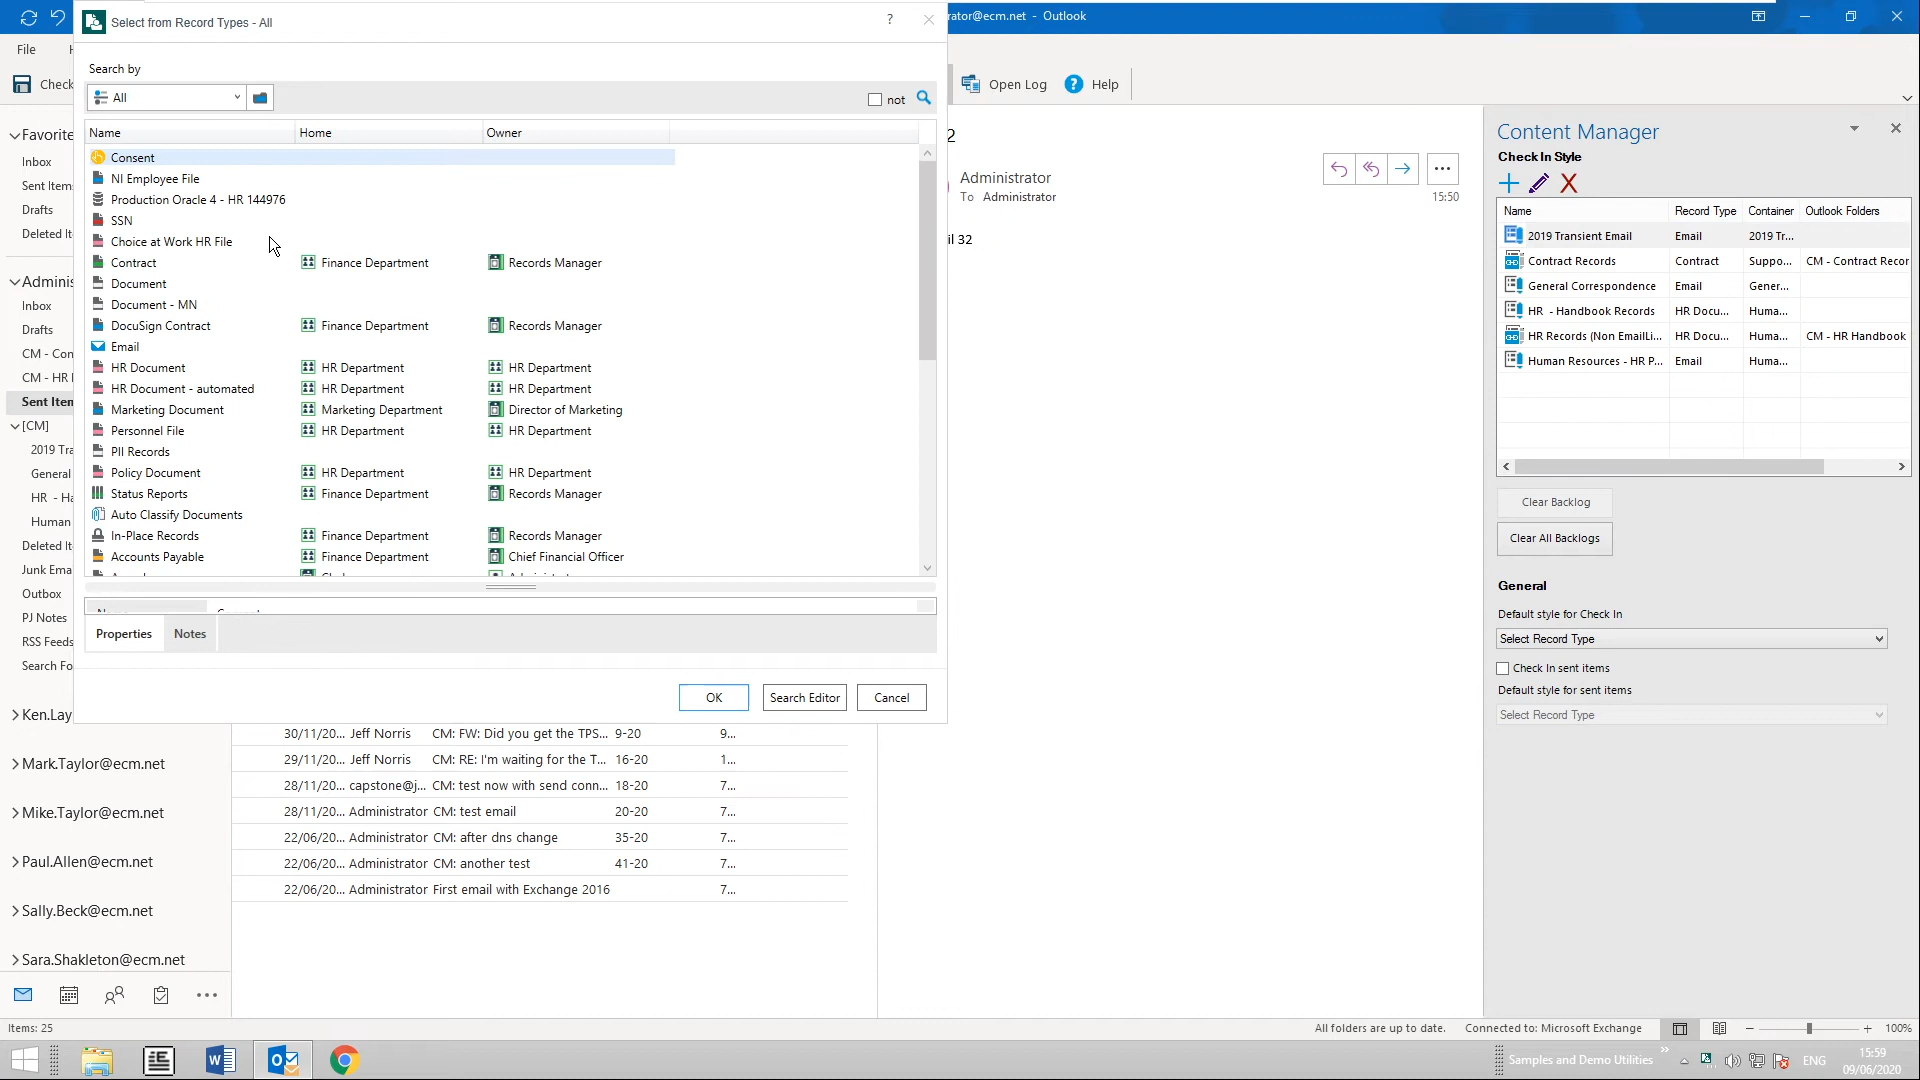 Select from Record Types - All
?
rator@ecm.net - Outlook
File
Check
Open Log
Help
Search by
All
not
Name Home Owner
Consent
NI Employee File
Production Oracle 4 - HR 144976
SSN
Choice at Work HR File
Contract Finance Department Records Manager
Document
Document - MN
DocuSign Contract Finance Department Records Manager
Email
HR Document HR Department HR Department
HR Document - automated HR Department HR Department
Marketing Document Marketing Department Director of Marketing
Personnel File HR Department HR Department
PII Records
Policy Document HR Department HR Department
Status Reports Finance Department Records Manager
Auto Classify Documents
In-Place Records Finance Department Records Manager
Accounts Payable Finance Department Chief Financial Officer
Properties Notes
OK Search Editor Cancel
Favorite
Inbox
Sent Item
Drafts
Deleted It
Adminis
Inbox
Drafts
CM - Con
CM - HR
Sent Iten
[CM]
2019 Tra
General
HR - Ha
Human
Deleted It
Junk Ema
Outbox
PJ Notes
RSS Feeds
Search Fo
Ken.Lay
Mark.Taylor@ecm.net
Mike.Taylor@ecm.net
Paul.Allen@ecm.net
Sally.Beck@ecm.net
Sara.Shakleton@ecm.net
30/11/20... Jeff Norris CM: FW: Did you get the TPS... 9-20 9...
29/11/20... Jeff Norris CM: RE: I'm waiting for the T... 16-20 1...
28/11/20... capstone@j... CM: test now with send conn... 18-20 7...
28/11/20... Administrator CM: test email 20-20 7...
22/06/20... Administrator CM: after dns change 35-20 7...
22/06/20... Administrator CM: another test 41-20 7...
22/06/20... Administrator First email with Exchange 2016 7...
2
Administrator
To Administrator
15:50
il 32
Content Manager
Check In Style
Name Record Type Container Outlook Folders
2019 Transient Email Email 2019 Tr...
Contract Records Contract Suppo... CM - Contract Recor
General Correspondence Email Gener...
HR - Handbook Records HR Docu... Huma...
HR Records (Non EmailLi... HR Docu... Huma... CM - HR Handbook
Human Resources - HR P... Email Huma...
Clear Backlog
Clear All Backlogs
General
Default style for Check In
Select Record Type
Check In sent items
Default style for sent items
Select Record Type
Items: 25
All folders are up to date. Connected to: Microsoft Exchange
100%
Samples and Demo Utilities
ENG
15:59
09/06/2020